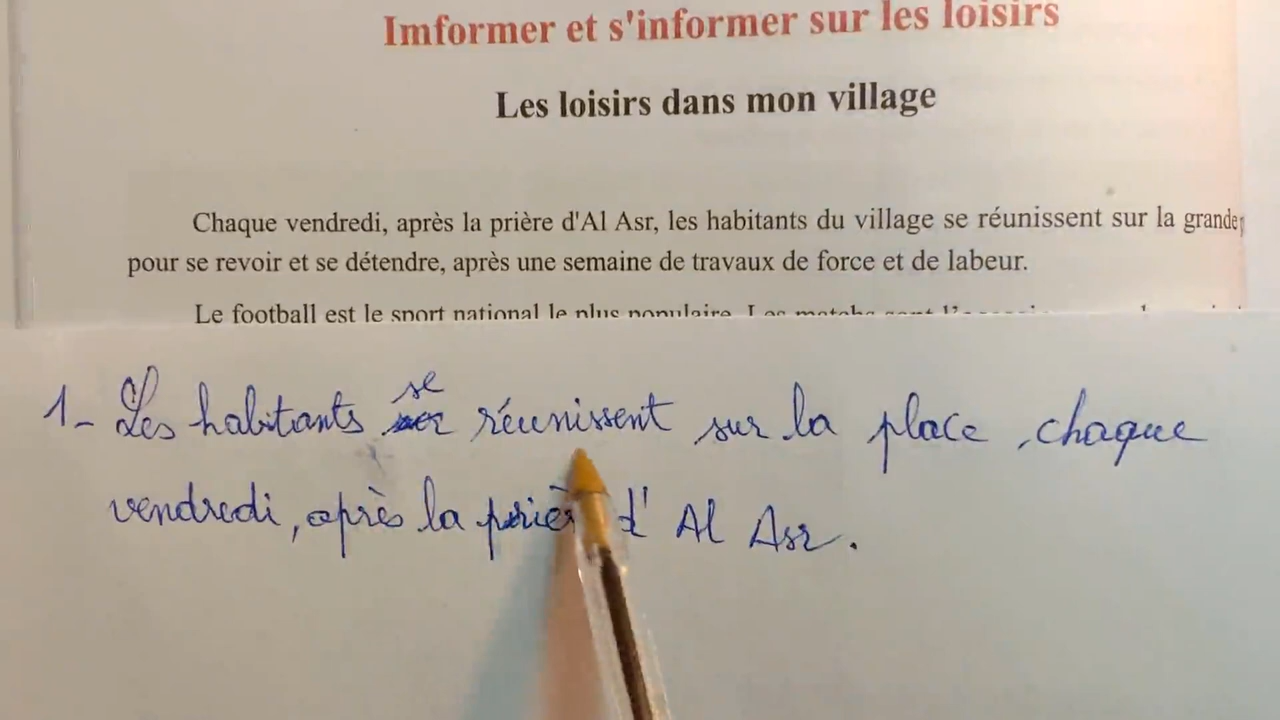 Imformer et s'informer sur les loisirs
Les loisirs dans mon village
Chaque vendredi, après la prière d'Al Asr, les habitants du village se réunissent sur la grande
pour se revoir et se détendre, après une semaine de travaux de force et de labeur.
Le football est le sport national le plus populaire. Les matchs sont
1- Les habitants se réunissent sur la place, chaque
vendredi, après la d' Al Asr.